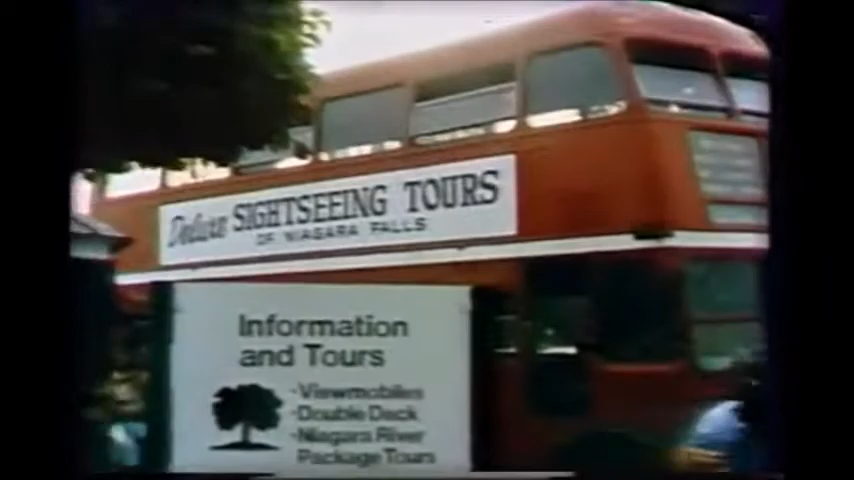 Deluxe SIGHTSEEING TOURS
OF NIAGARA FALLS
Information
and Tours
·Viewmobiles
·Double Deck
·Niagara River
Package Tours